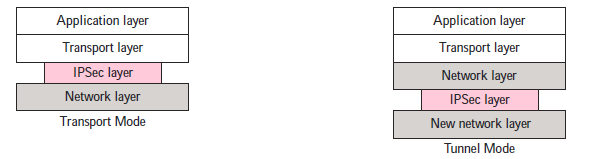 Application layer
Transport layer
IPSec layer
Network layer
Transport Mode
Application layer
Transport layer
Network layer
IPSec layer
New network layer
Tunnel Mode